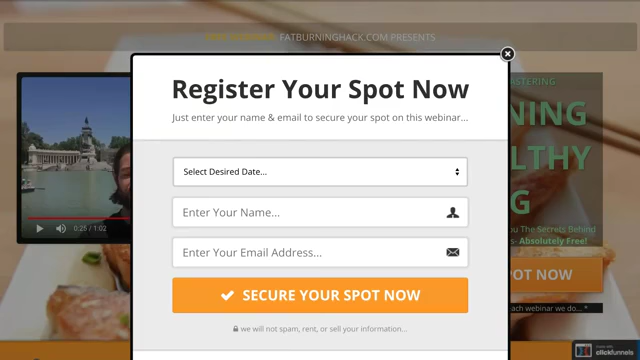 FATBURNINGHACK.COM PRESENTS
Register Your Spot Now
Just enter your name & email to secure your spot on this webinar...
Select Desired Date...
Enter Your Name...
Enter Your Email Address...
SECURE YOUR SPOT NOW
we will not spam, rent, or sell your information...
0:25 / 1:02
ASTERING
NING
LTHY
G
ou The Secrets Behind
s- Absolutely Free!
POT NOW
ach webinar we do... *
made with
clickfunnels